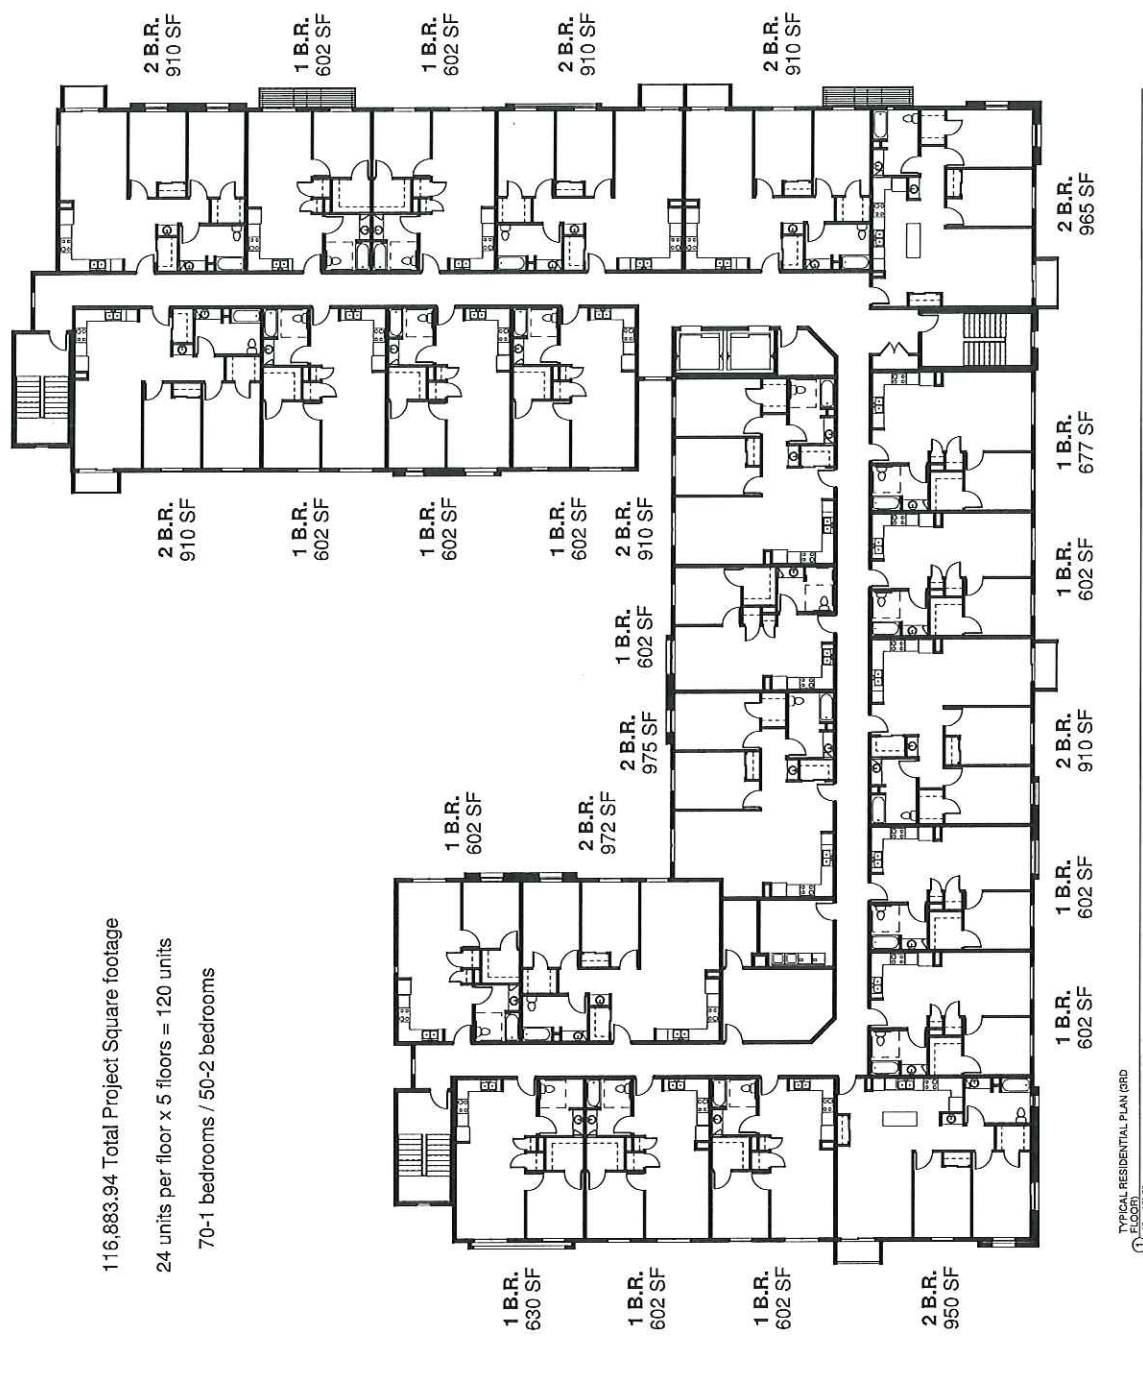 116,883.94 Total Project Square footage
24 units per floor x 5 floors = 120 units
70-1 bedrooms / 50-2 bedrooms
2 B.R.
910 SF
1 B.R.
602 SF
1 B.R.
602 SF
2 B.R.
910 SF
2 B.R.
910 SF
2 B.R.
965 SF
2 B.R.
910 SF
1 B.R.
602 SF
1 B.R.
602 SF
1 B.R.
602 SF
2 B.R.
910 SF
1 B.R.
602 SF
2 B.R.
975 SF
1 B.R.
602 SF
2 B.R.
972 SF
1 B.R.
677 SF
1 B.R.
602 SF
2 B.R.
910 SF
1 B.R.
602 SF
1 B.R.
602 SF
1 B.R.
630 SF
1 B.R.
602 SF
1 B.R.
602 SF
2 B.R.
950 SF
TYPICAL RESIDENTIAL PLAN (3RD
FLOOR)
1